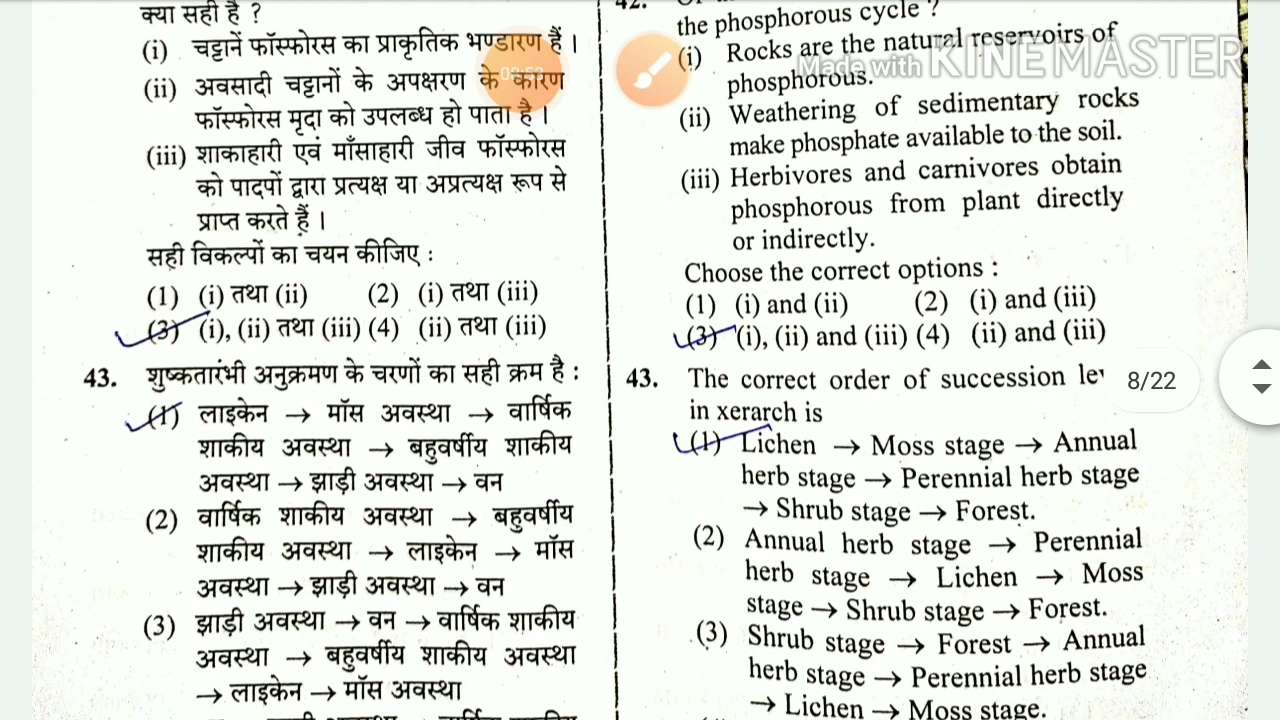 क्या सही है ?
(i) चट्टानें फॉस्फोरस का प्राकृतिक भण्डारण हैं ।
(ii) अवसादी चट्टानों के अपक्षरण के कारण
फॉस्फोरस मृदा को उपलब्ध हो पाता है ।
(iii) शाकाहारी एवं माँसाहारी जीव फॉस्फोरस
को पादपों द्वारा प्रत्यक्ष या अप्रत्यक्ष रूप से
प्राप्त करते हैं ।
सही विकल्पों का चयन कीजिए :
(1) (i) तथा (ii) (2) (i) तथा (iii)
(3) (i), (ii) तथा (iii) (4) (ii) तथा (iii)
43. शुष्कतारंभी अनुक्रमण के चरणों का सही क्रम है :
(1) लाइकेन → मॉस अवस्था → वार्षिक
शाकीय अवस्था → बहुवर्षीय शाकीय
अवस्था → झाड़ी अवस्था → वन
(2) वार्षिक शाकीय अवस्था → बहुवर्षीय
शाकीय अवस्था → लाइकेन → मॉस
अवस्था → झाड़ी अवस्था → वन
(3) झाड़ी अवस्था → वन → वार्षिक शाकीय
अवस्था → बहुवर्षीय शाकीय अवस्था
→ लाइकेन → मॉस अवस्था
42.
the phosphorous cycle ?
(i) Rocks are the natural reservoirs of
phosphorous.
(ii) Weathering of sedimentary rocks
make phosphate available to the soil.
(iii) Herbivores and carnivores obtain
phosphorous from plant directly
or indirectly.
Choose the correct options :
(1) (i) and (ii) (2) (i) and (iii)
(3) (i), (ii) and (iii) (4) (ii) and (iii)
43. The correct order of succession
in xerarch is
(1) Lichen → Moss stage → Annual
herb stage → Perennial herb stage
→ Shrub stage → Forest.
(2) Annual herb stage → Perennial
herb stage → Lichen → Moss
stage → Shrub stage → Forest.
(3) Shrub stage → Forest → Annual
herb stage → Perennial herb stage
→ Lichen → Moss stage.
Made with KINEMASTER
8/22